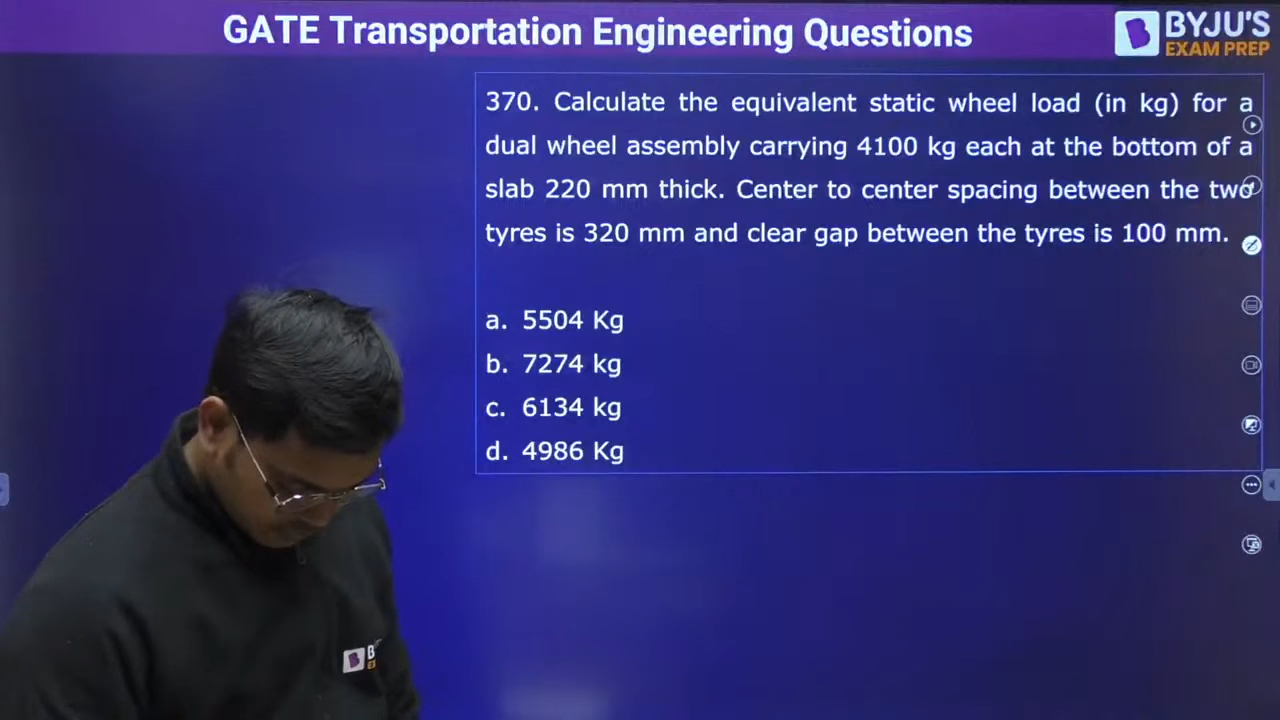 GATE Transportation Engineering Questions
BYJU'S
EXAM PREP
370. Calculate the equivalent static wheel load (in kg) for a
dual wheel assembly carrying 4100 kg each at the bottom of a
slab 220 mm thick. Center to center spacing between the two
tyres is 320 mm and clear gap between the tyres is 100 mm.
a. 5504 Kg
b. 7274 kg
c. 6134 kg
d. 4986 Kg